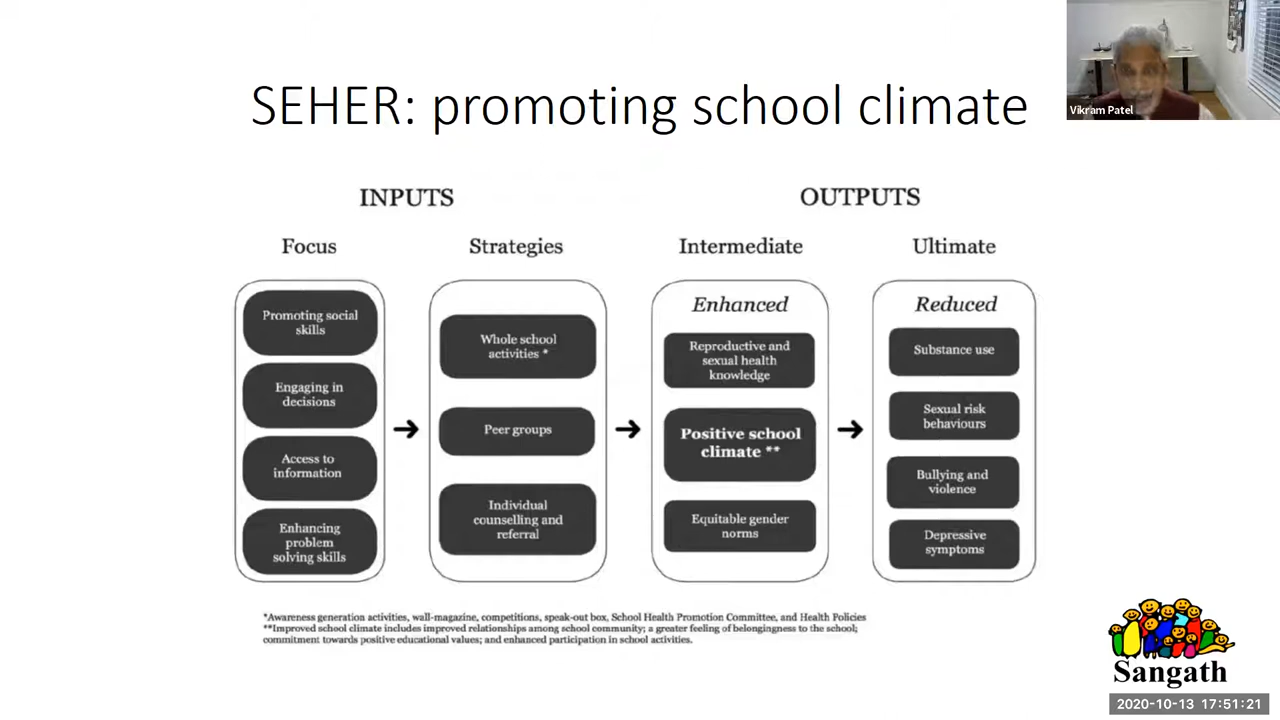 SEHER: promoting school climate
Vikram Patel
INPUTS
OUTPUTS
Focus
Strategies
Intermediate
Ultimate
Promoting social
skills
Engaging in
decisions
Access to
information
Enhancing
problem
solving skills
Whole school
activities *
Peer groups
Individual
counselling and
referral
Enhanced
Reproductive and
sexual health
knowledge
Positive school
climate **
Equitable gender
norms
Reduced
Substance use
Sexual risk
behaviours
Bullying and
violence
Depressive
symptoms
*Awareness generation activities, wall-magazine, competitions, speak-out box, School Health Promotion Committee, and Health Policies
**Improved school climate includes improved relationships among school community; a greater feeling of belongingness to the school;
commitment towards positive educational values; and enhanced participation in school activities.
Sangath
2020-10-13 17:51:21